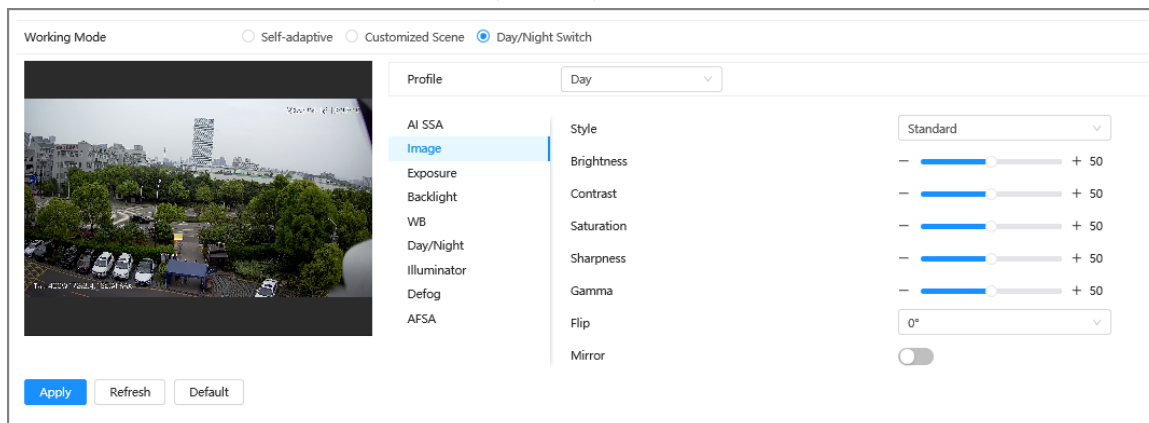 Working Mode Self-adaptive Customized Scene Day/Night Switch
Profile Day
AI SSA
Image
Exposure
Backlight
WB
Day/Night
Illuminator
Defog
AFSA
Style Standard
Brightness − + 50
Contrast − + 50
Saturation − + 50
Sharpness − + 50
Gamma − + 50
Flip 0°
Mirror
Apply Refresh Default